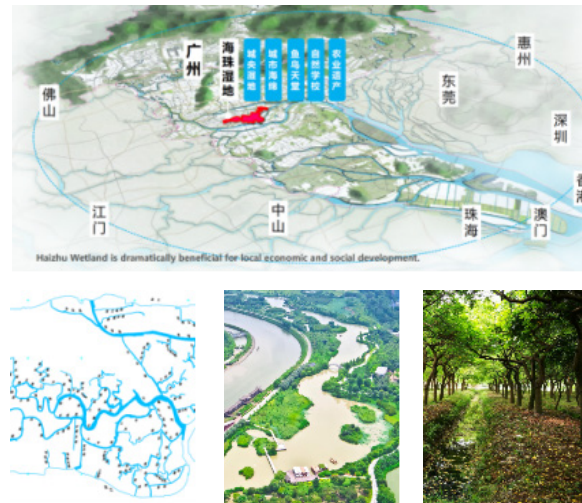 惠州
广州
海珠湿地
城央湿地
城市海绵
鱼鸟天堂
自然学校
农业遗产
佛山
东莞
深圳
香港
江门
中山
珠海
澳门
Haizhu Wetland is dramatically beneficial for local economic and social development.